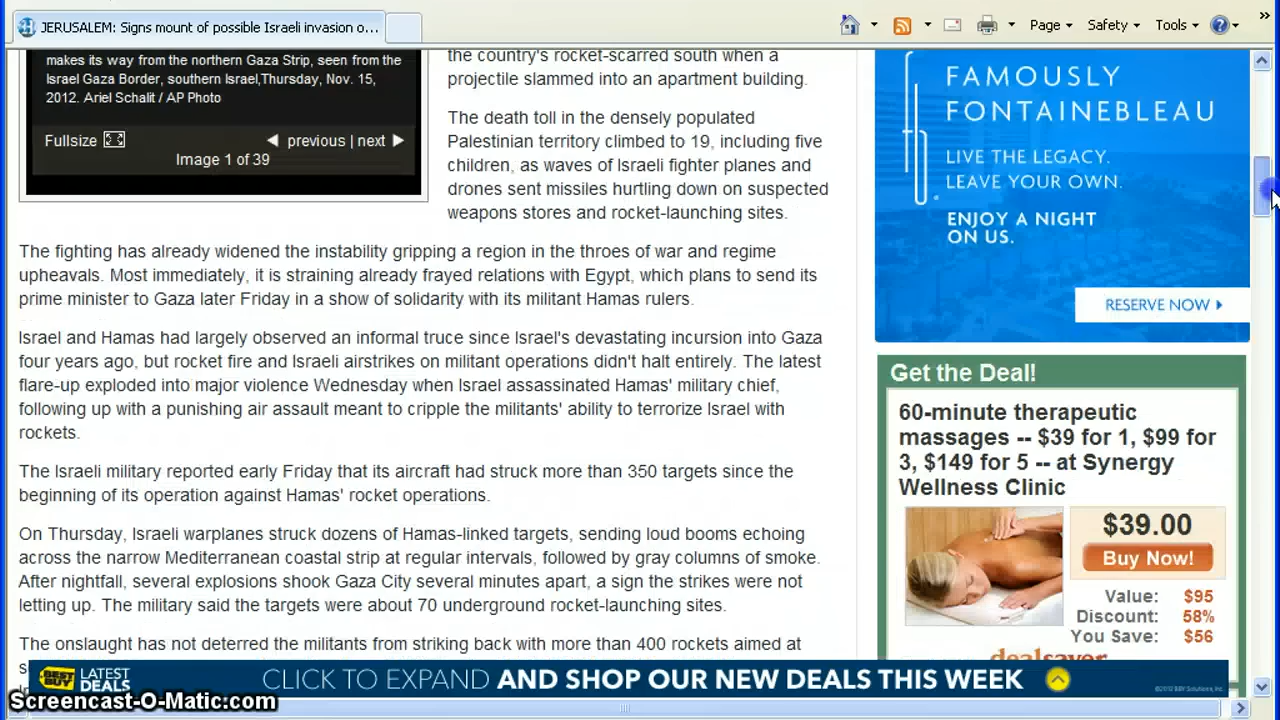 JERUSALEM: Signs mount of possible Israeli invasion o...
Page
Safety
Tools
makes its way from the northern Gaza Strip, seen from the
Israel Gaza Border, southern Israel,Thursday, Nov. 15,
2012. Ariel Schalit / AP Photo
Fullsize
previous | next
Image 1 of 39
the country's rocket-scarred south when a
projectile slammed into an apartment building.
The death toll in the densely populated
Palestinian territory climbed to 19, including five
children, as waves of Israeli fighter planes and
drones sent missiles hurtling down on suspected
weapons stores and rocket-launching sites.
The fighting has already widened the instability gripping a region in the throes of war and regime
upheavals. Most immediately, it is straining already frayed relations with Egypt, which plans to send its
prime minister to Gaza later Friday in a show of solidarity with its militant Hamas rulers.
Israel and Hamas had largely observed an informal truce since Israel's devastating incursion into Gaza
four years ago, but rocket fire and Israeli airstrikes on militant operations didn't halt entirely. The latest
flare-up exploded into major violence Wednesday when Israel assassinated Hamas' military chief,
following up with a punishing air assault meant to cripple the militants' ability to terrorize Israel with
rockets.
The Israeli military reported early Friday that its aircraft had struck more than 350 targets since the
beginning of its operation against Hamas' rocket operations.
On Thursday, Israeli warplanes struck dozens of Hamas-linked targets, sending loud booms echoing
across the narrow Mediterranean coastal strip at regular intervals, followed by gray columns of smoke.
After nightfall, several explosions shook Gaza City several minutes apart, a sign the strikes were not
letting up. The military said the targets were about 70 underground rocket-launching sites.
The onslaught has not deterred the militants from striking back with more than 400 rockets aimed at
FAMOUSLY
FONTAINEBLEAU
LIVE THE LEGACY.
LEAVE YOUR OWN.
ENJOY A NIGHT
ON US.
RESERVE NOW
Get the Deal!
60-minute therapeutic
massages -- $39 for 1, $99 for
3, $149 for 5 -- at Synergy
Wellness Clinic
$39.00
Buy Now!
Value: $95
Discount: 58%
You Save: $56
dealsaver
BEST BUY
LATEST
DEALS
CLICK TO EXPAND AND SHOP OUR NEW DEALS THIS WEEK
Screencast-O-Matic.com